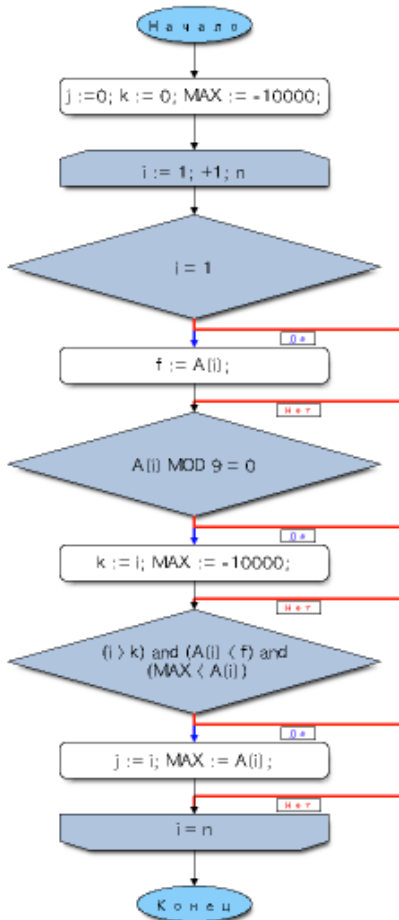 Начало
j :=0; k := 0; MAX := -10000;
i := 1; +1; n
i = 1
Да
f := A(i);
Нет
A(i) MOD 9 = 0
Да
k := i; MAX := -10000;
Нет
(i > k) and (A(i) < f) and
(MAX < A(i))
Да
j := i; MAX := A(i);
Нет
i = n
Конец